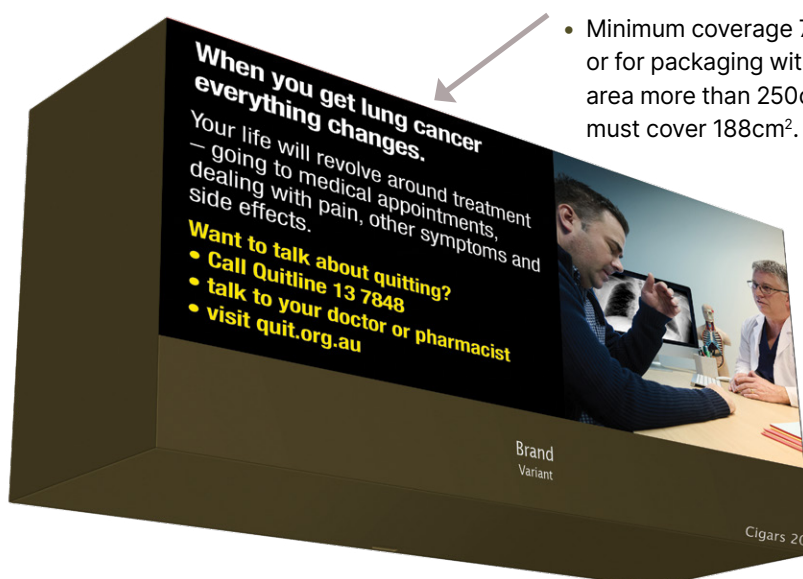 When you get lung cancer
everything changes.
Your life will revolve around treatment
– going to medical appointments,
dealing with pain, other symptoms and
side effects.
Want to talk about quitting?
• Call Quitline 13 7848
• talk to your doctor or pharmacist
• visit quit.org.au
Brand
Variant
Cigars 20
• Minimum coverage 7
or for packaging wit
area more than 250
must cover 188cm².